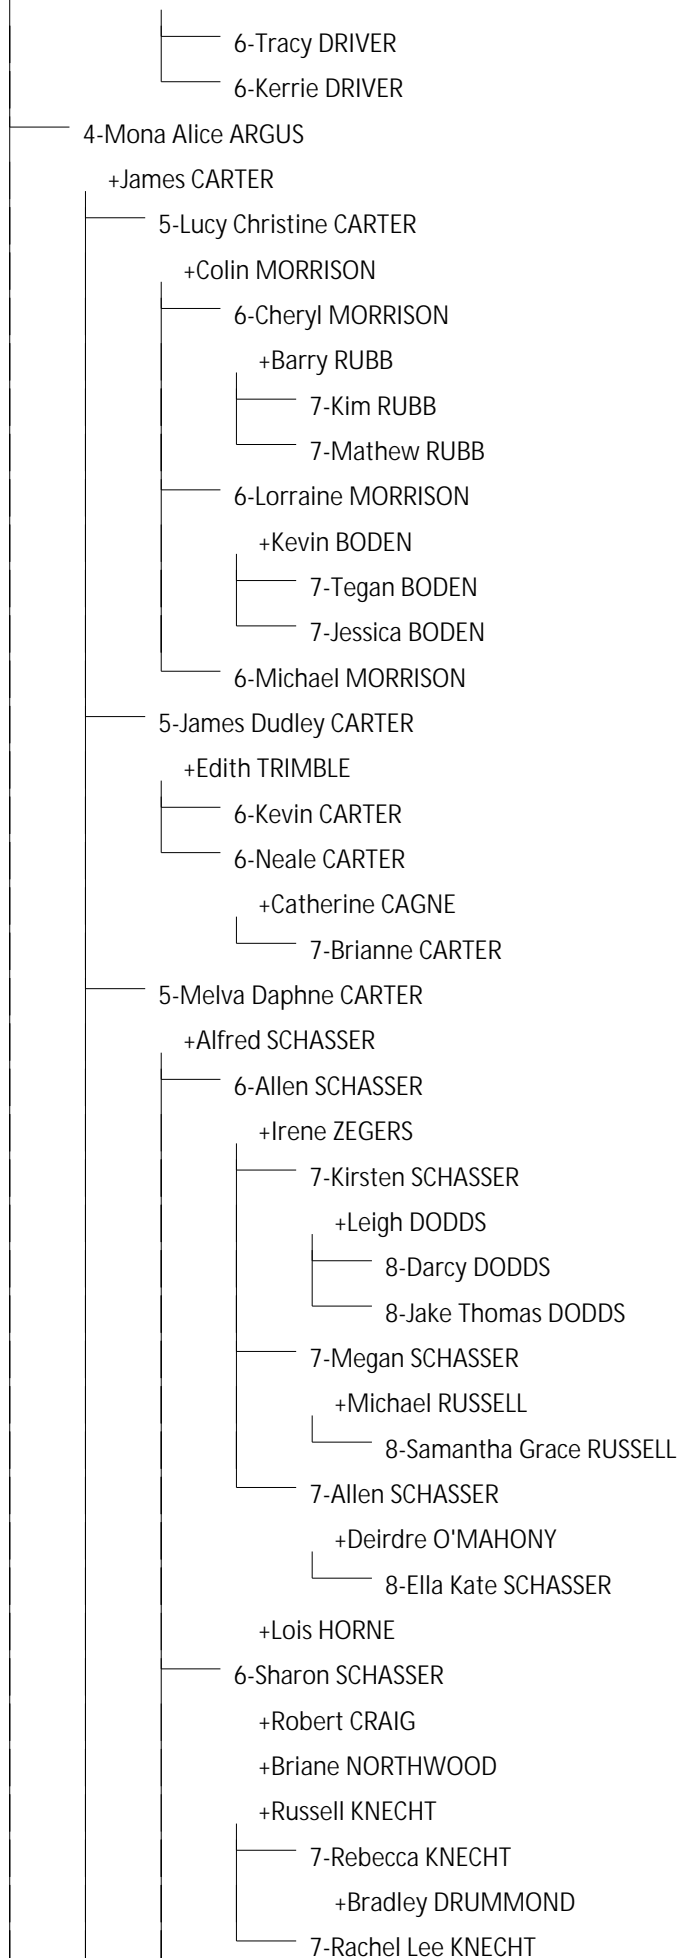 6-Tracy DRIVER
6-Kerrie DRIVER
4-Mona Alice ARGUS
+James CARTER
5-Lucy Christine CARTER
+Colin MORRISON
6-Cheryl MORRISON
+Barry RUBB
7-Kim RUBB
7-Mathew RUBB
6-Lorraine MORRISON
+Kevin BODEN
7-Tegan BODEN
7-Jessica BODEN
6-Michael MORRISON
5-James Dudley CARTER
+Edith TRIMBLE
6-Kevin CARTER
6-Neale CARTER
+Catherine CAGNE
7-Brianne CARTER
5-Melva Daphne CARTER
+Alfred SCHASSER
6-Allen SCHASSER
+Irene ZEGERS
7-Kirsten SCHASSER
+Leigh DODDS
8-Darcy DODDS
8-Jake Thomas DODDS
7-Megan SCHASSER
+Michael RUSSELL
8-Samantha Grace RUSSELL
7-Allen SCHASSER
+Deirdre O'MAHONY
8-Ella Kate SCHASSER
+Lois HORNE
6-Sharon SCHASSER
+Robert CRAIG
+Briane NORTHWOOD
+Russell KNECHT
7-Rebecca KNECHT
+Bradley DRUMMOND
7-Rachel Lee KNECHT